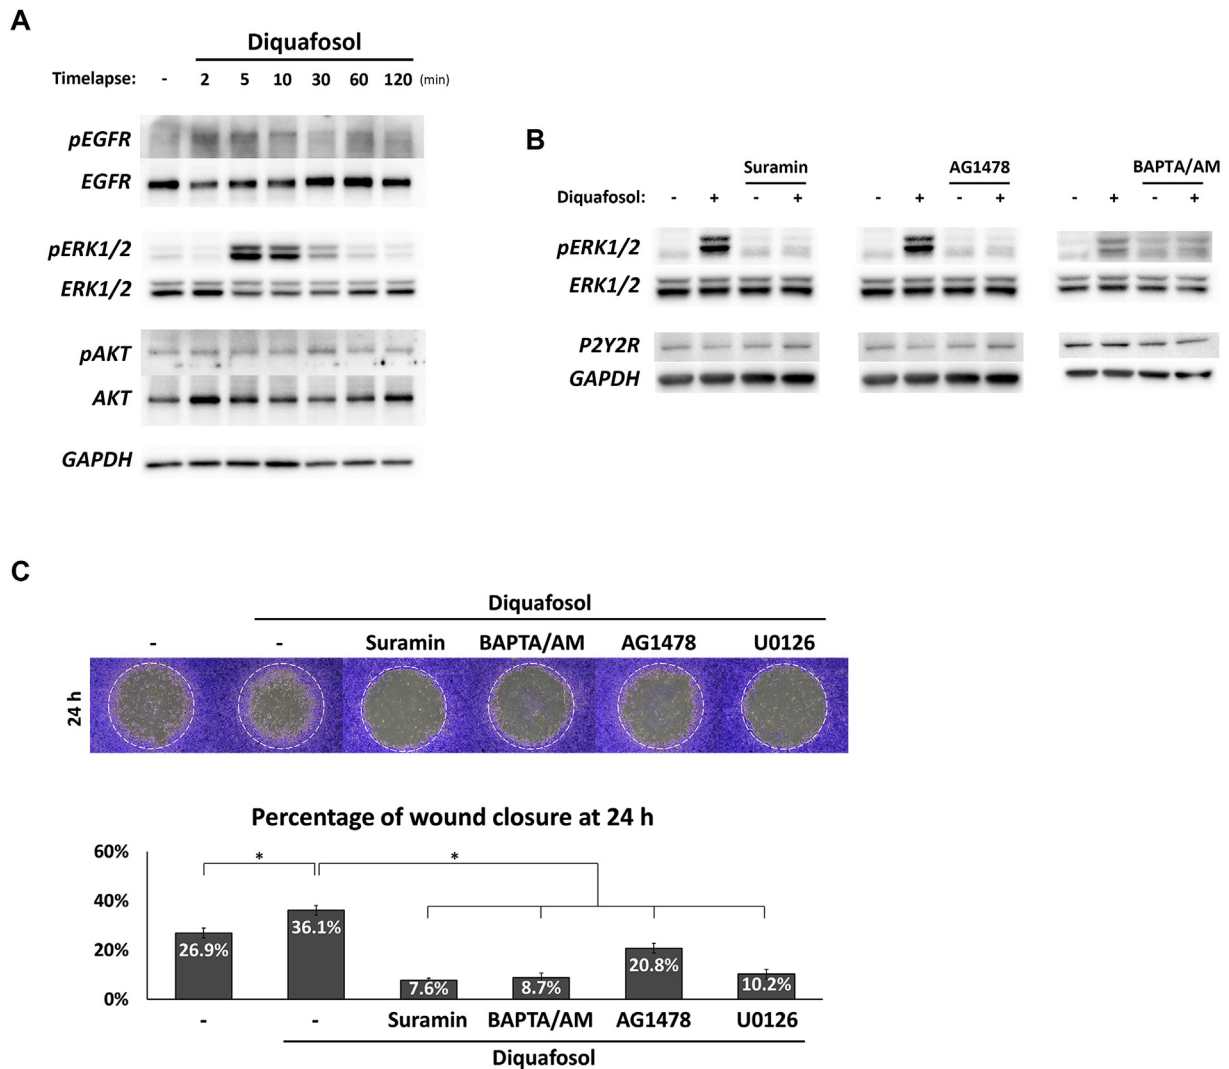 A
Diquafosol
Timelapse: - 2 5 10 30 60 120 (min)
pEGFR
EGFR
pERK1/2
ERK1/2
pAKT
AKT
GAPDH
B
Suramin AG1478 BAPTA/AM
Diquafosol: - + - + - + - + - + - +
pERK1/2
ERK1/2
P2Y2R
GAPDH
C
Diquafosol
- - Suramin BAPTA/AM AG1478 U0126
24 h
Percentage of wound closure at 24 h
60%
40%
20%
0%
* *
26.9% 36.1% 7.6% 8.7% 20.8% 10.2%
- - Suramin BAPTA/AM AG1478 U0126
Diquafosol